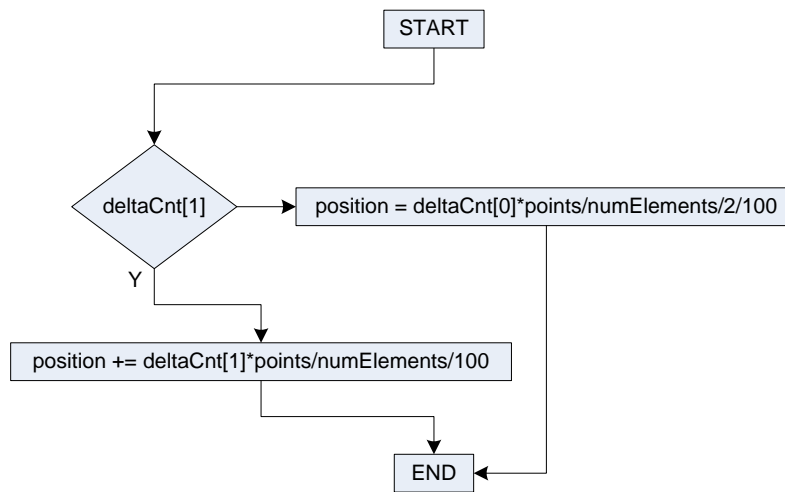 START
deltaCnt[1]
position = deltaCnt[0]*points/numElements/2/100
Y
position += deltaCnt[1]*points/numElements/100
END